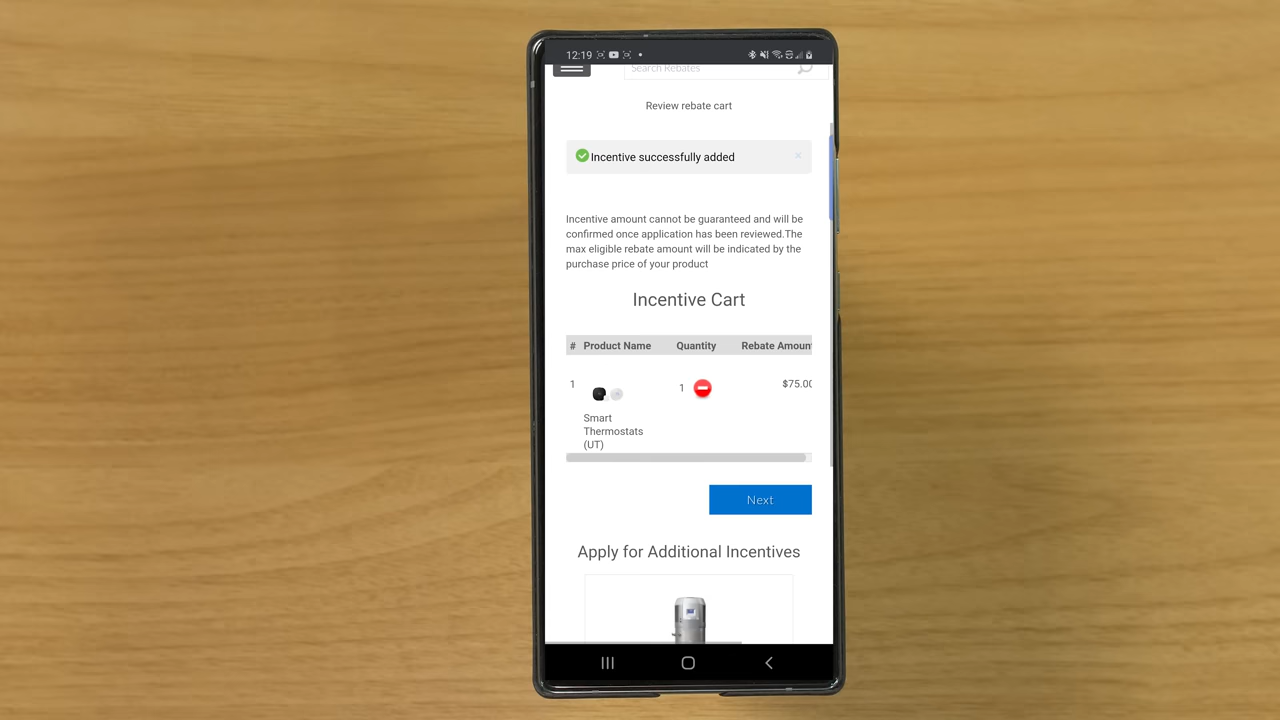 12:19
Search Rebates
Review rebate cart
Incentive successfully added ×
Incentive amount cannot be guaranteed and will be
confirmed once application has been reviewed.The
max eligible rebate amount will be indicated by the
purchase price of your product
Incentive Cart
# Product Name Quantity Rebate Amoun
1 1 $75.00
Smart
Thermostats
(UT)
Next
Apply for Additional Incentives